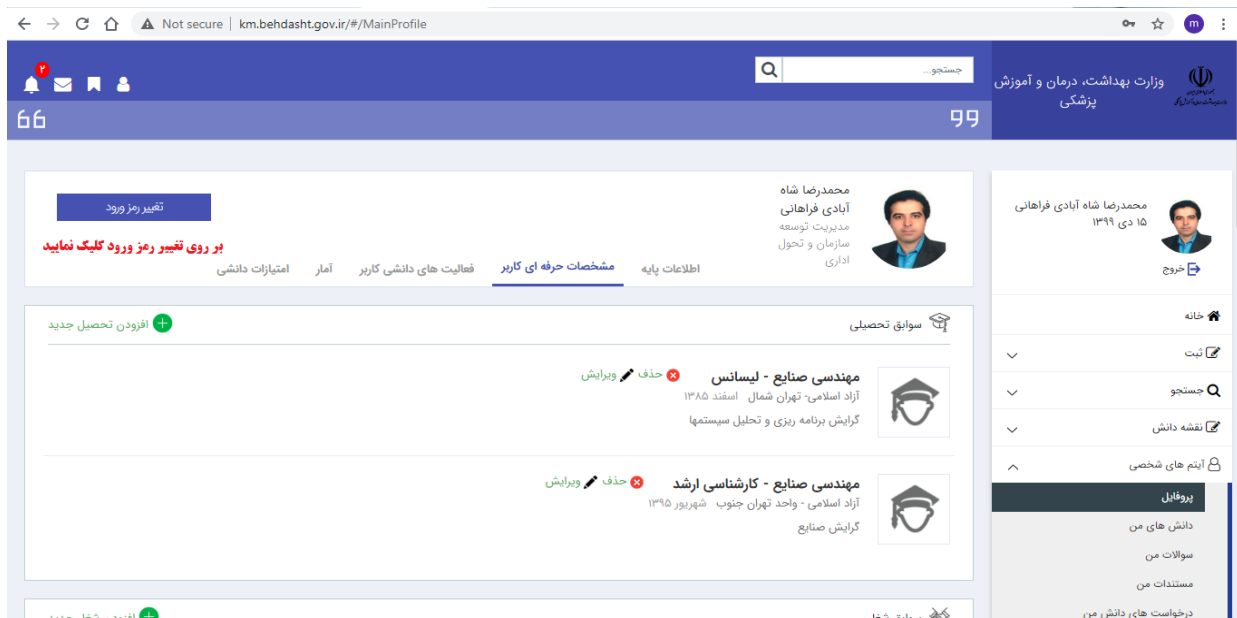 Not secure | km.behdasht.gov.ir/#/MainProfile
m
وزارت بهداشت، درمان و آموزش
پزشکی
جستجو...
۲
محمدرضا شاه آبادی فراهانی
۱۵ دی ۱۳۹۹
خروج
خانه
ثبت
جستجو
نقشه دانش
آیتم های شخصی
پروفایل
دانش های من
سوالات من
مستندات من
درخواست های دانش من
محمدرضا شاه
آبادی فراهانی
مدیریت توسعه
سازمان و تحول
اداری
تغییر رمز ورود
بر روی تغییر رمز ورود کلیک نمایید
اطلاعات پایه مشخصات حرفه ای کاربر فعالیت های دانشی کاربر آمار امتیازات دانشی
سوابق تحصیلی افزودن تحصیل جدید
مهندسی صنایع - لیسانس حذف ویرایش
آزاد اسلامی- تهران شمال اسفند ۱۳۸۵
گرایش برنامه ریزی و تحلیل سیستمها
مهندسی صنایع - کارشناسی ارشد حذف ویرایش
آزاد اسلامی - واحد تهران جنوب شهریور ۱۳۹۵
گرایش صنایع